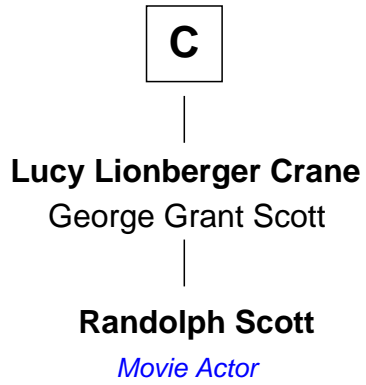 C
Lucy Lionberger Crane
George Grant Scott
Randolph Scott
Movie Actor